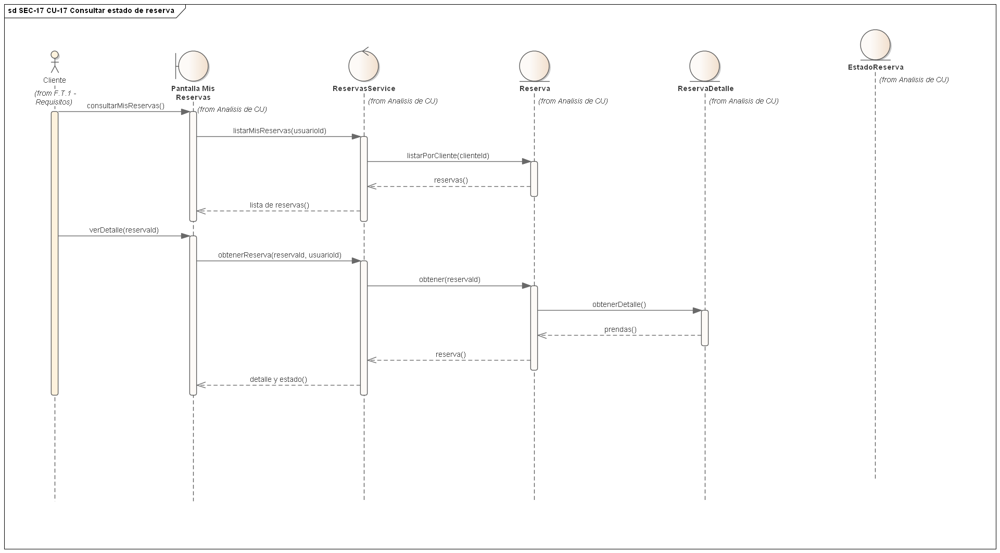 sd SEC-17 CU-17 Consultar estado de reserva
Cliente
(from F.T.1 -
Requisitos)
Pantalla Mis
Reservas
(from Analisis de CU)
ReservasService
(from Analisis de CU)
Reserva
(from Analisis de CU)
ReservaDetalle
(from Analisis de CU)
EstadoReserva
(from Analisis de CU)
consultarMisReservas()
listarMisReservas(usuarioId)
listarPorCliente(clienteId)
reservas()
lista de reservas()
verDetalle(reservaId)
obtenerReserva(reservaId, usuarioId)
obtener(reservaId)
obtenerDetalle()
prendas()
reserva()
detalle y estado()